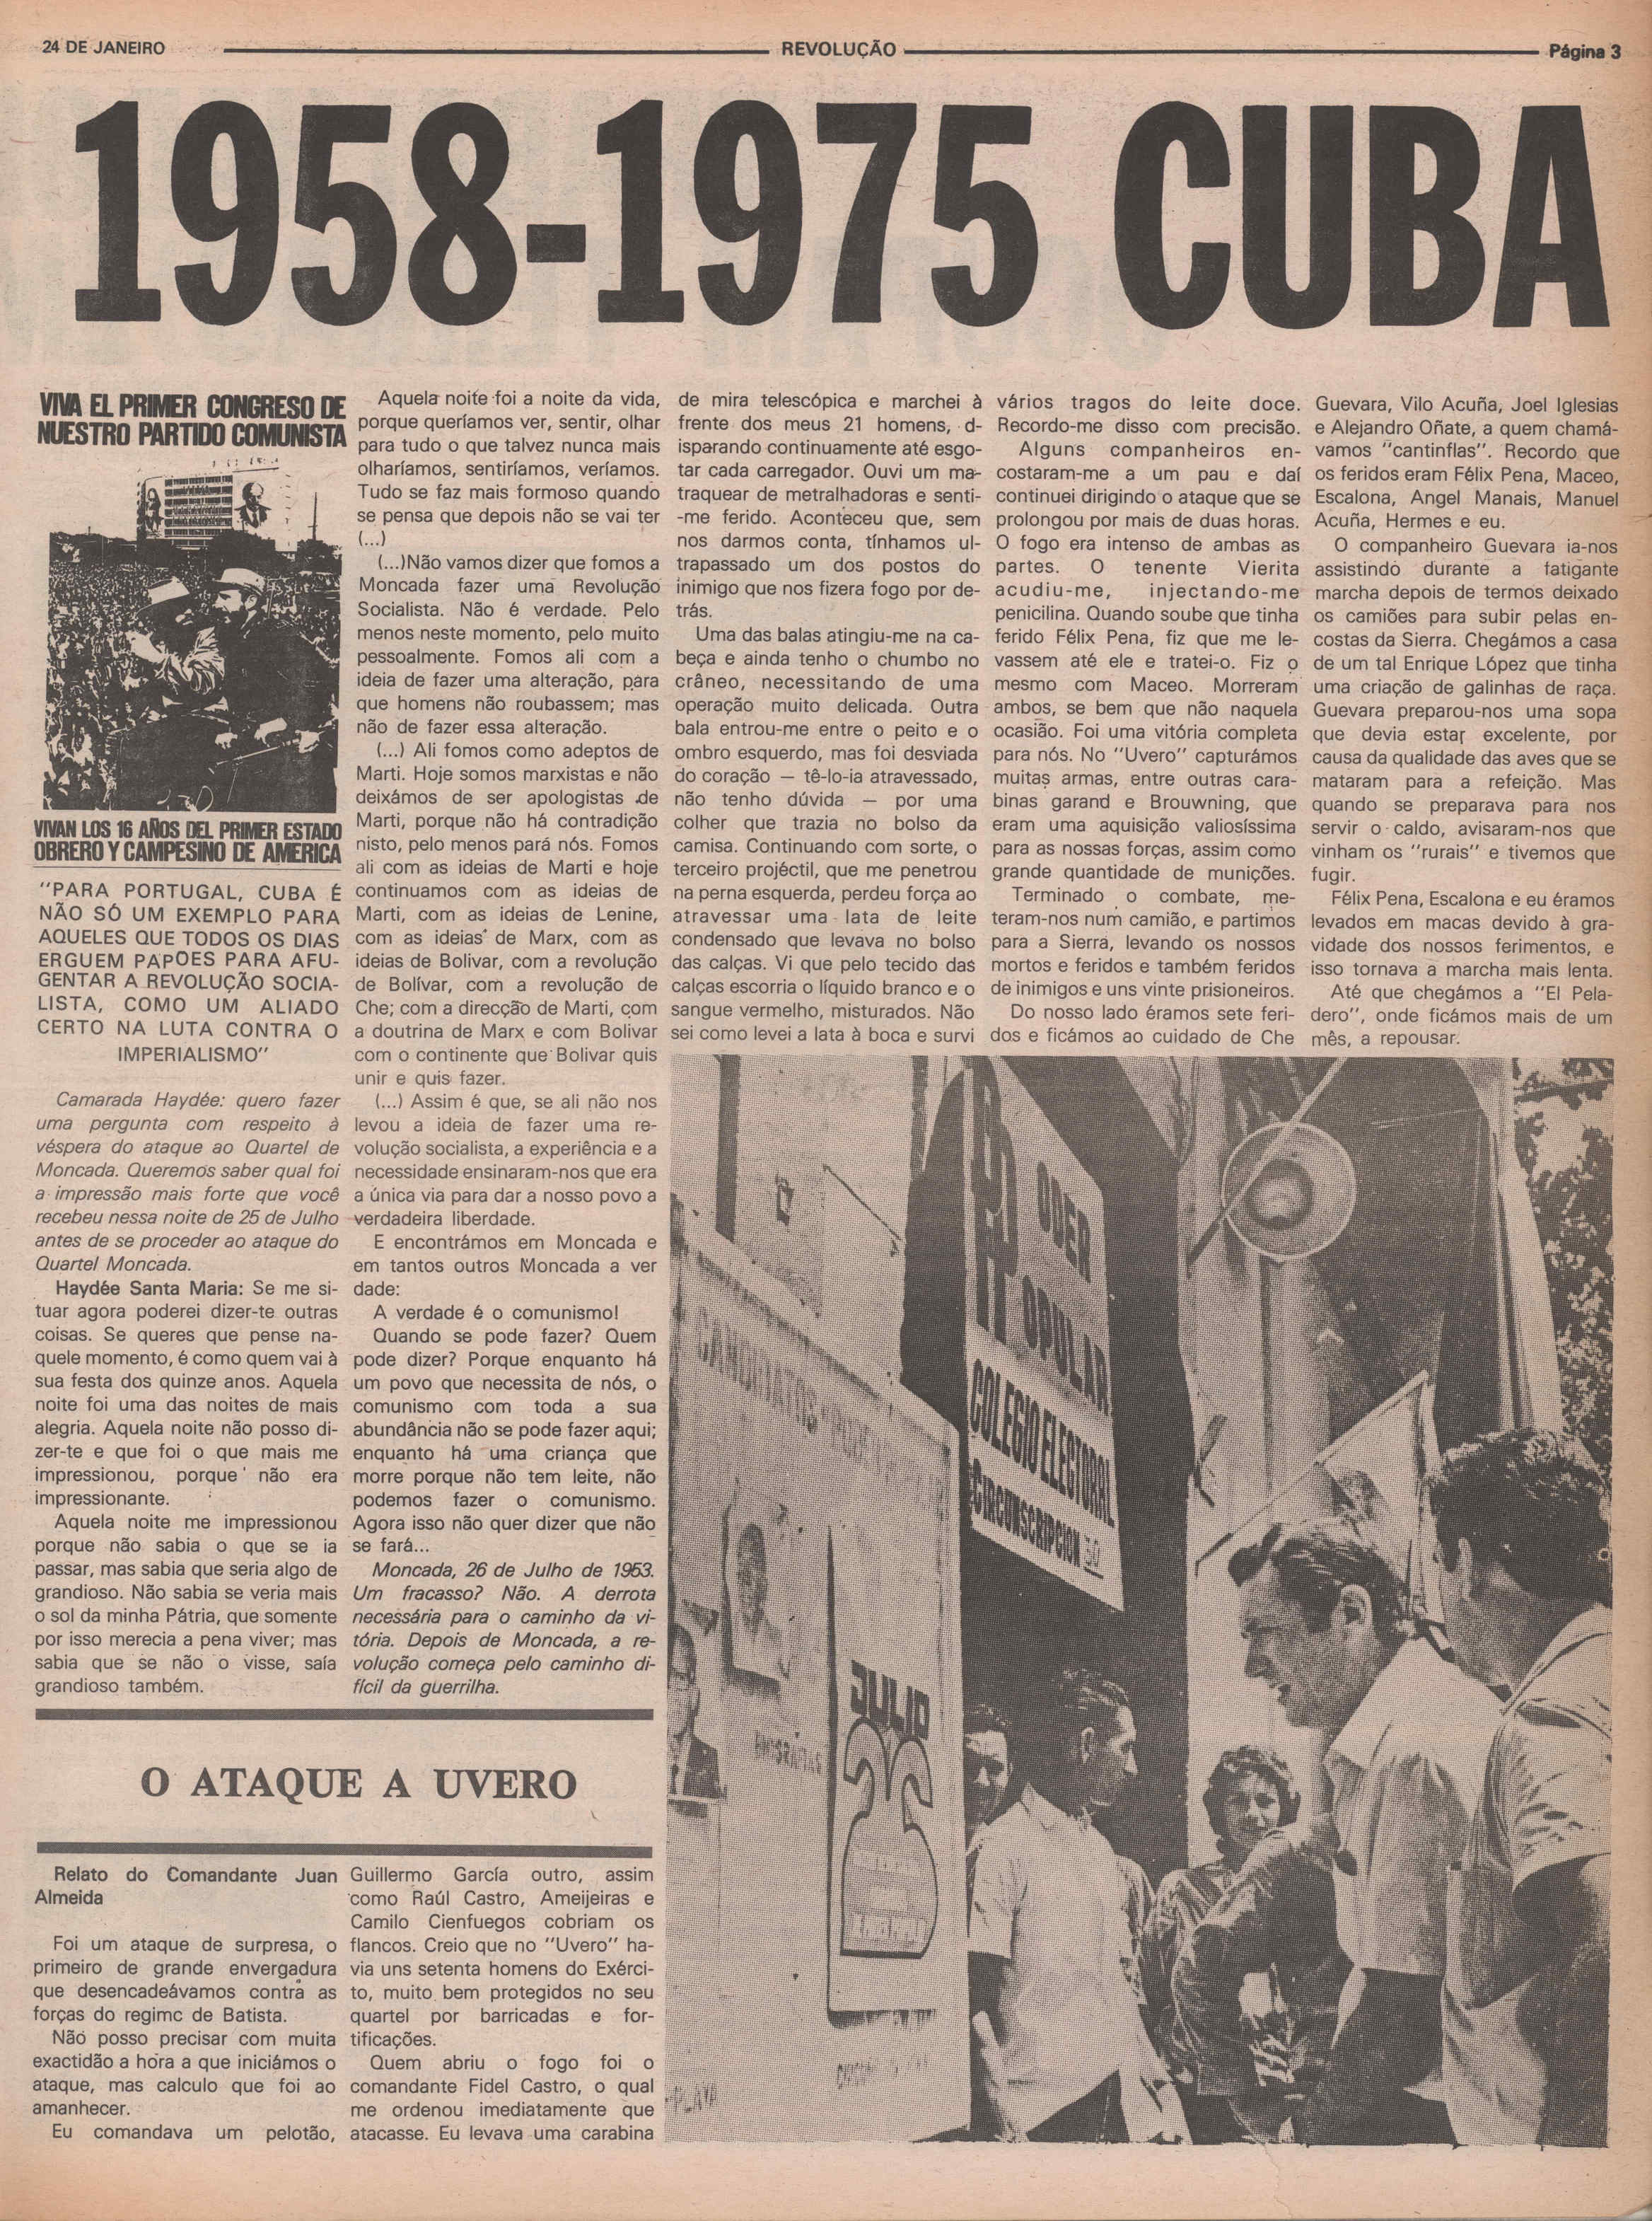 24 DE JANEIRO
REVOLUÇÃO
Página 3
1958-1975 CUBA
VIVA EL PRIMER CONGRESO DE
NUESTRO PARTIDO COMUNISTA
VIVAN LOS 16 AÑOS DEL PRIMER ESTADO
OBRERO Y CAMPESINO DE AMERICA
"PARA PORTUGAL, CUBA É
NÃO SÓ UM EXEMPLO PARA
AQUELES QUE TODOS OS DIAS
ERGUEM PAPOES PARA AFU-
GENTAR A REVOLUÇÃO SOCIA-
LISTA, COMO UM ALIADO
CERTO NA LUTA CONTRA O
IMPERIALISMO"
Camarada Haydée: quero fazer
uma pergunta com respeito à
véspera do ataque ao Quartel de
Moncada. Queremos saber qual foi
a impressão mais forte que você
recebeu nessa noite de 25 de Julho
antes de se proceder ao ataque do
Quartel Moncada.
Haydée Santa Maria: Se me si-
tuar agora poderei dizer-te outras
coisas. Se queres que pense na-
quele momento, é como quem vai à
sua festa dos quinze anos. Aquela
noite foi uma das noites de mais
alegria. Aquela noite não posso di-
zer-te e que foi o que mais me
impressionou, porque não era
impressionante.
Aquela noite me impressionou
porque não sabia o que se ia
passar, mas sabia que seria algo de
grandioso. Não sabia se veria mais
o sol da minha Pátria, que somente
por isso merecia a pena viver; mas
sabia que se não o visse, saía
grandioso também.
Aquela noite foi a noite da vida,
porque queríamos ver, sentir, olhar
para tudo o que talvez nunca mais
olharíamos, sentiríamos, veríamos.
Tudo se faz mais formoso quando
se pensa que depois não se vai ter
(...)
(...)Não vamos dizer que fomos a
Moncada fazer uma Revolução
Socialista. Não é verdade. Pelo
menos neste momento, pelo muito
pessoalmente. Fomos ali com a
ideia de fazer uma alteração, para
que homens não roubassem; mas
não de fazer essa alteração.
(...) Ali fomos como adeptos de
Marti. Hoje somos marxistas e não
deixámos de ser apologistas de
Marti, porque não há contradição
nisto, pelo menos pará nós. Fomos
ali com as ideias de Marti e hoje
continuamos com as ideias de
Marti, com as ideias de Lenine,
com as ideias de Marx, com as
ideias de Bolivar, com a revolução
de Bolívar, com a revolução de
Che; com a direcção de Marti, com
a doutrina de Marx e com Bolivar
com o continente que Bolivar quis
unir e quis fazer.
(...) Assim é que, se ali não nos
levou a ideia de fazer uma re-
volução socialista, a experiência e a
necessidade ensinaram-nos que era
a única via para dar a nosso povo a
verdadeira liberdade.
E encontrámos em Moncada e
em tantos outros Moncada a ver
dade:
A verdade é o comunismo!
Quando se pode fazer? Quem
pode dizer? Porque enquanto há
um povo que necessita de nós, o
comunismo com toda a sua
abundância não se pode fazer aqui;
enquanto há uma criança que
morre porque não tem leite, não
podemos fazer o comunismo.
Agora isso não quer dizer que não
se fará...
Moncada, 26 de Julho de 1953.
Um fracasso? Não. A derrota
necessária para o caminho da vi-
tória. Depois de Moncada, a re-
volução começa pelo caminho di-
fícil da guerrilha.
O ATAQUE A UVERO
Relato do Comandante Juan
Almeida
Foi um ataque de surpresa, o
primeiro de grande envergadura
que desencadeávamos contra as
forças do regimc de Batista.
Não posso precisar com muita
exactidão a hora a que iniciámos o
ataque, mas calculo que foi ao
amanhecer.
Eu comandava um pelotão,
Guillermo García outro, assim
como Raúl Castro, Ameijeiras e
Camilo Cienfuegos cobriam os
flancos. Creio que no "Uvero" ha-
via uns setenta homens do Exérci-
to, muito bem protegidos no seu
quartel por barricadas e for-
tificações.
Quem abriu o fogo foi o
comandante Fidel Castro, o qual
me ordenou imediatamente que
atacasse. Eu levava uma carabina
de mira telescópica e marchei à
frente dos meus 21 homens, d-
isparando continuamente até esgo-
tar cada carregador. Ouvi um ma-
traquear de metralhadoras e senti-
-me ferido. Aconteceu que, sem
nos darmos conta, tínhamos ul-
trapassado um dos postos do
inimigo que nos fizera fogo por de-
trás.
Uma das balas atingiu-me na ca-
beça e ainda tenho o chumbo no
crâneo, necessitando de uma
operação muito delicada. Outra
bala entrou-me entre o peito e o
ombro esquerdo, mas foi desviada
do coração — tê-lo-ia atravessado,
não tenho dúvida — por uma
colher que trazia no bolso da
camisa. Continuando com sorte, o
terceiro projéctil, que me penetrou
na perna esquerda, perdeu força ao
atravessar uma lata de leite
condensado que levava no bolso
das calças. Vi que pelo tecido das
calças escorria o líquido branco e o
sangue vermelho, misturados. Não
sei como levei a lata à boca e survi
vários tragos do leite doce.
Recordo-me disso com precisão.
Alguns companheiros en-
costaram-me a um pau e daí
continuei dirigindo o ataque que se
prolongou por mais de duas horas.
O fogo era intenso de ambas as
partes. O tenente Vierita
acudiu-me, injectando-me
penicilina. Quando soube que tinha
ferido Félix Pena, fiz que me le-
vassem até ele e tratei-o. Fiz o
mesmo com Maceo. Morreram
ambos, se bem que não naquela
ocasião. Foi uma vitória completa
para nós. No "Uvero" capturámos
muitas armas, entre outras cara-
binas garand e Brouwning, que
eram uma aquisição valiosíssima
para as nossas forças, assim como
grande quantidade de munições.
Terminado o combate, me-
teram-nos num camião, e partimos
para a Sierra, levando os nossos
mortos e feridos e também feridos
de inimigos e uns vinte prisioneiros.
Do nosso lado éramos sete feri-
dos e ficámos ao cuidado de Che
Guevara, Vilo Acuña, Joel Iglesias
e Alejandro Oñate, a quem chamá-
vamos "cantinflas". Recordo que
os feridos eram Félix Pena, Maceo,
Escalona, Angel Manais, Manuel
Acuña, Hermes e eu.
O companheiro Guevara ia-nos
assistindo durante a fatigante
marcha depois de termos deixado
os camiões para subir pelas en-
costas da Sierra. Chegámos a casa
de um tal Enrique López que tinha
uma criação de galinhas de raça.
Guevara preparou-nos uma sopa
que devia estar excelente, por
causa da qualidade das aves que se
mataram para a refeição. Mas
quando se preparava para nos
servir o caldo, avisaram-nos que
vinham os "rurais" e tivemos que
fugir.
Félix Pena, Escalona e eu éramos
levados em macas devido à gra-
vidade dos nossos ferimentos, e
isso tornava a marcha mais lenta.
Até que chegámos a "El Pela-
dero", onde ficámos mais de um
mês, a repousar.
ODER
OPULAR
COLEGIO ELECTORAL
CIRCUNSCRIPCION
CANDIDATOS
JULIO
26
PLAYA